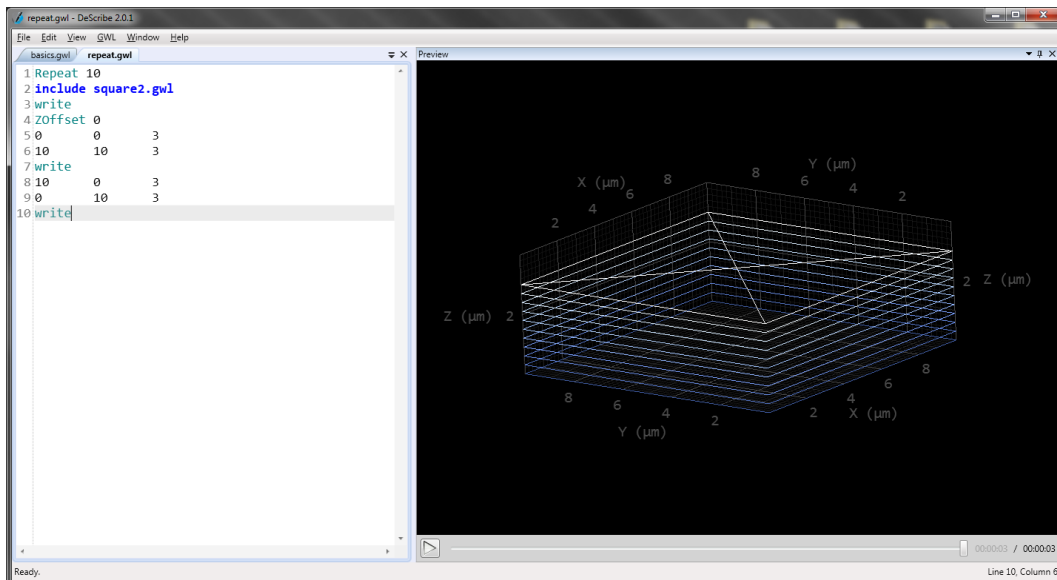 repeat.gwl - DeScribe 2.0.1
File Edit View GWL Window Help
basics.gwl repeat.gwl
Preview
1 Repeat 10
2 include square2.gwl
3 write
4 ZOffset 0
5 0 0 3
6 10 10 3
7 write
8 10 0 3
9 0 10 3
10 write
X (µm) 2 4 6 8
Y (µm) 8 6 4 2
Z (µm) 2
2 Z (µm)
8 6 4 2
Y (µm)
2 4 6 8
X (µm)
00:00:03 / 00:00:03
Ready.
Line 10, Column 6